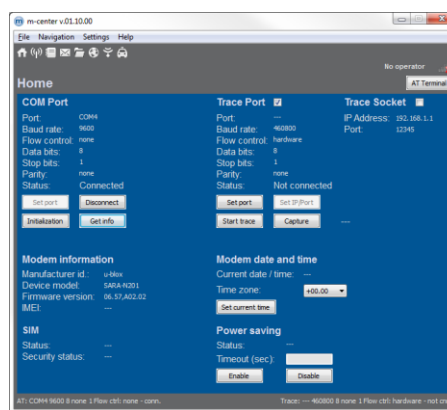 m-center v.01.10.00
File Navigation Settings Help
No operator
Home
AT Terminal
COM Port
Port: COM4
Baud rate: 9600
Flow control: none
Data bits: 8
Stop bits: 1
Parity: none
Status: Connected
Set port Disconnect
Initialization Get info
Trace Port
Port: ---
Baud rate: 460800
Flow control: hardware
Data bits: 8
Stop bits: 1
Parity: none
Status: Not connected
Set port Set IP/Port
Start trace Capture ---
Trace Socket
IP Address: 192.168.1.1
Port: 12345
Modem information
Manufacturer id.: u-blox
Device model: SARA-N201
Firmware version: 06.57,A02.02
IMEI: ---
Modem date and time
Current date / time: ---
Time zone: +00.00
Set current time
SIM
Status: ---
Security status: ---
Power saving
Status: ---
Timeout (sec):
Enable Disable
AT: COM4 9600 8 none 1 Flow ctrl: none - conn.
Trace: --- 460800 8 none 1 Flow ctrl: hardware - not